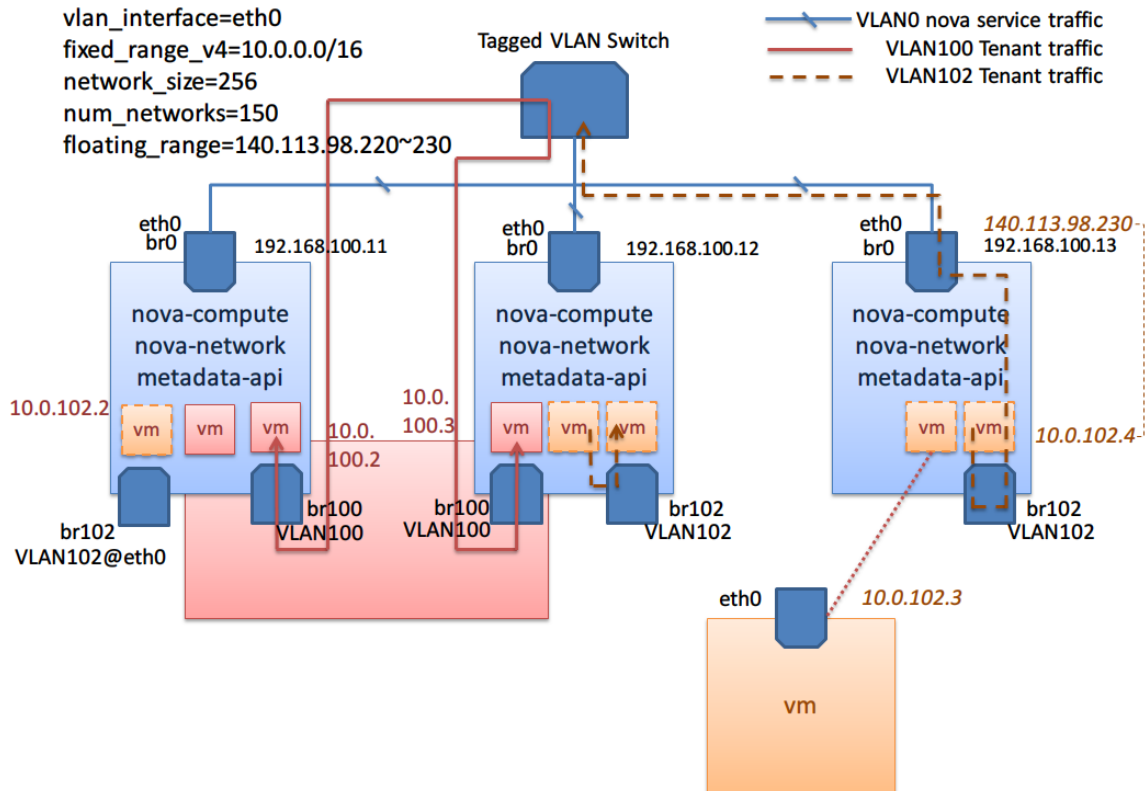 vlan_interface=eth0
fixed_range_v4=10.0.0.0/16
network_size=256
num_networks=150
floating_range=140.113.98.220~230
Tagged VLAN Switch
VLAN0 nova service traffic
VLAN100 Tenant traffic
VLAN102 Tenant traffic
eth0
br0
192.168.100.11
nova-compute
nova-network
metadata-api
10.0.102.2
vm
vm
vm
10.0.
100.2
br102
VLAN102@eth0
br100
VLAN100
eth0
br0
192.168.100.12
nova-compute
nova-network
metadata-api
10.0.
100.3
vm
vm
vm
br100
VLAN100
br102
VLAN102
eth0
br0
140.113.98.230
192.168.100.13
nova-compute
nova-network
metadata-api
vm
vm
10.0.102.4
br102
VLAN102
eth0
10.0.102.3
vm